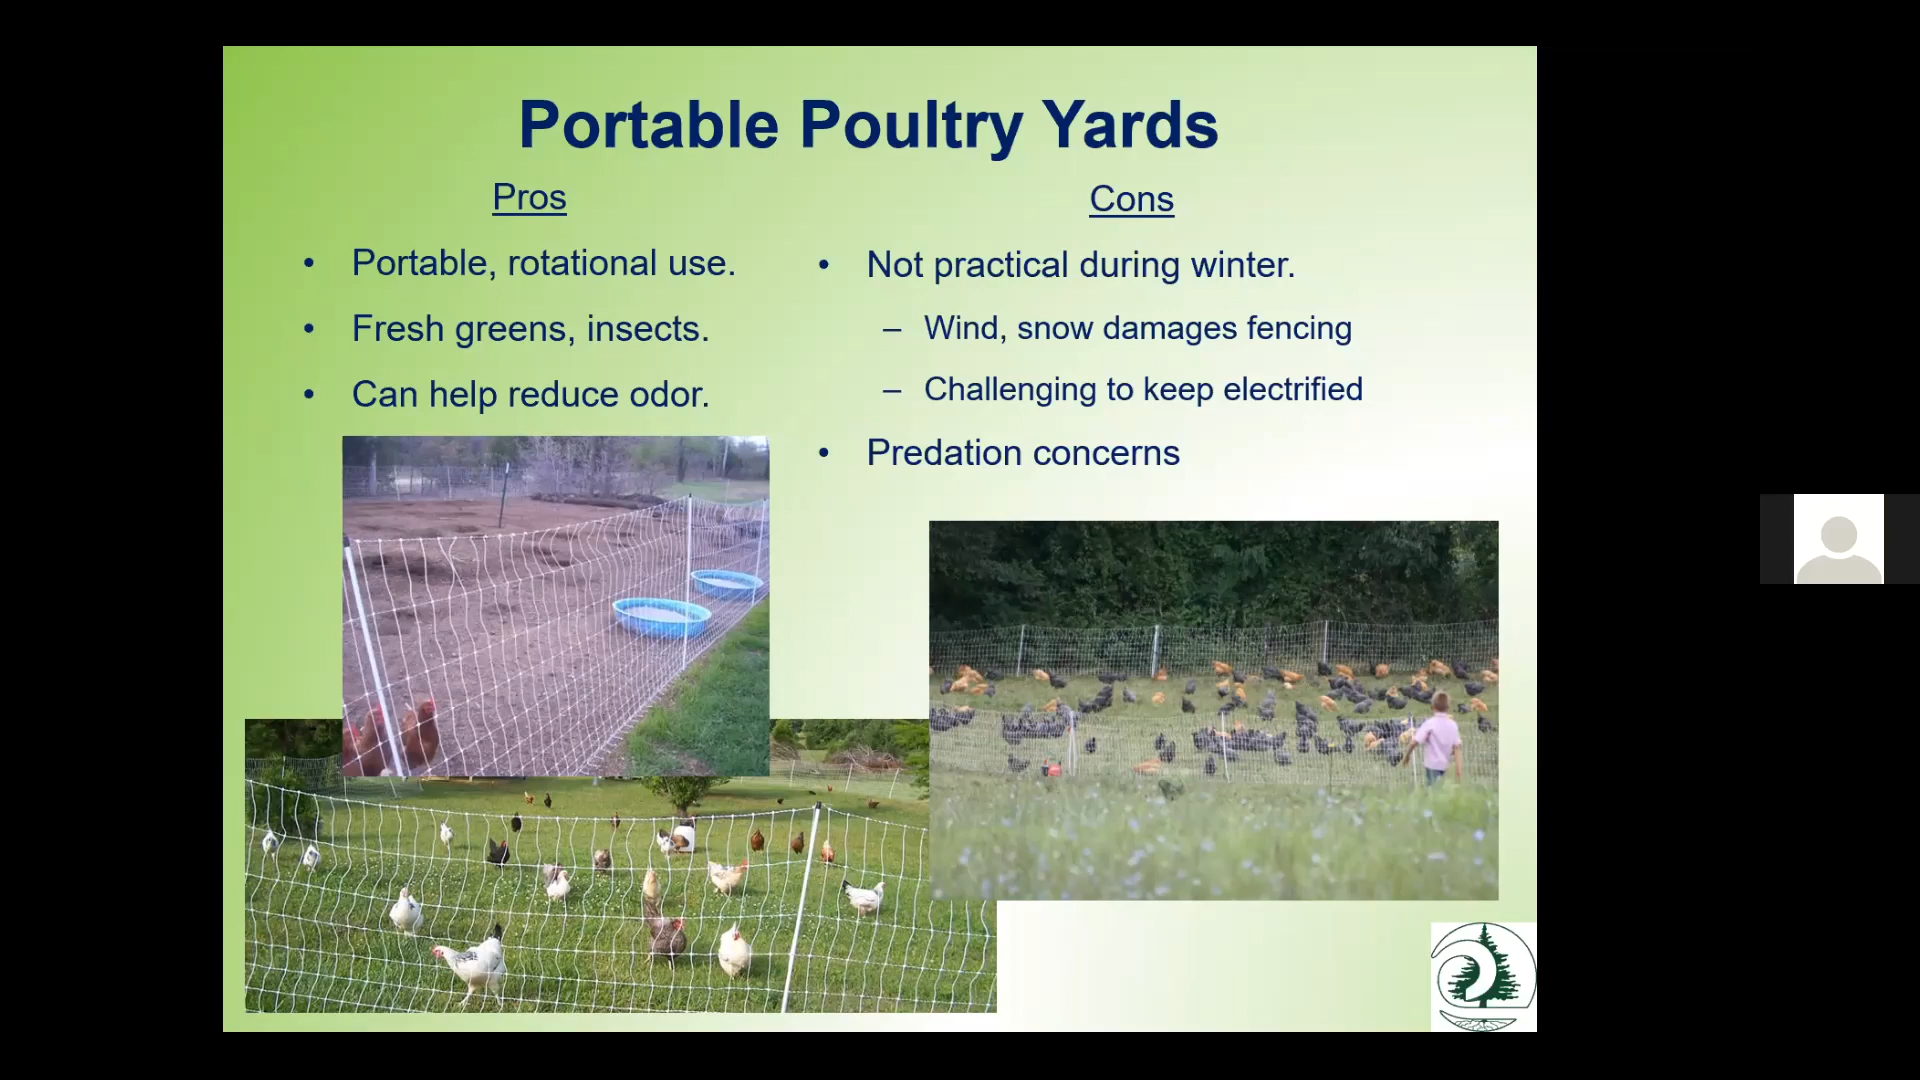 Portable Poultry Yards
Pros
• Portable, rotational use.
• Fresh greens, insects.
• Can help reduce odor.
Cons
• Not practical during winter.
– Wind, snow damages fencing
– Challenging to keep electrified
• Predation concerns